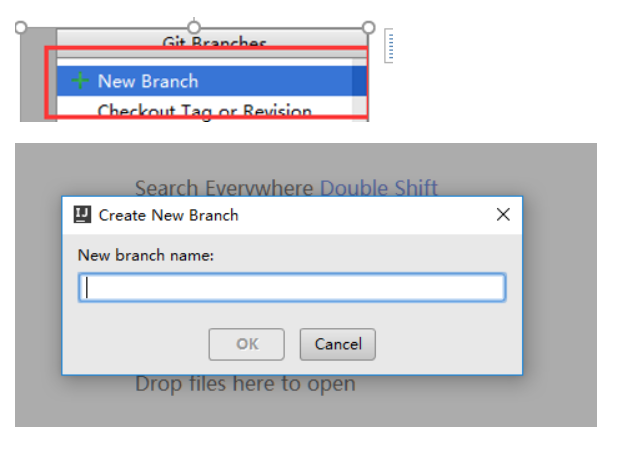 Git Branches
New Branch
Checkout Tag or Revision
Search Everywhere Double Shift
IJ Create New Branch
New branch name:
OK Cancel
Drop files here to open